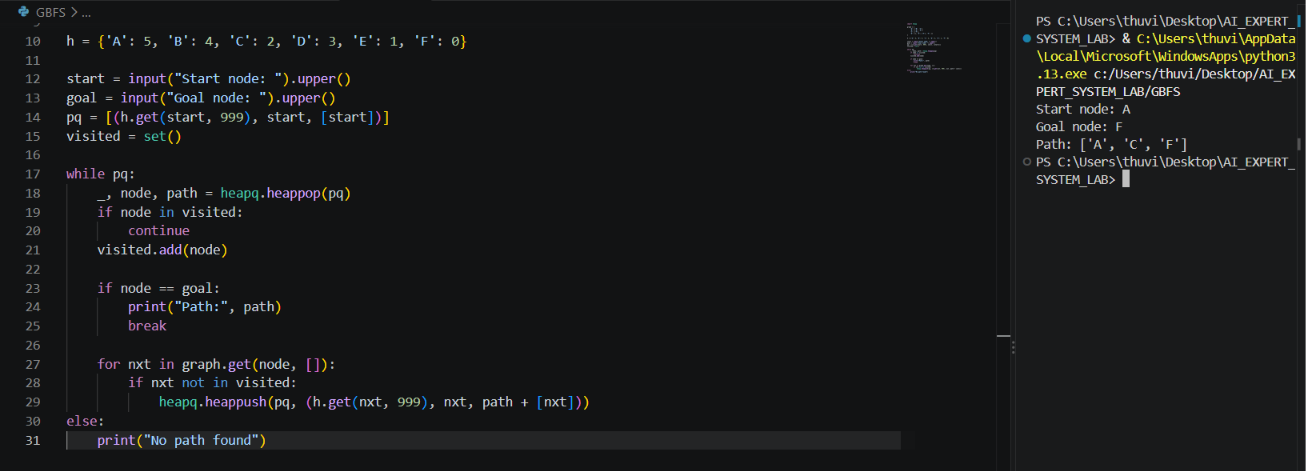 GBFS > ...
10 h = {'A': 5, 'B': 4, 'C': 2, 'D': 3, 'E': 1, 'F': 0}
11
12 start = input("Start node: ").upper()
13 goal = input("Goal node: ").upper()
14 pq = [(h.get(start, 999), start, [start])]
15 visited = set()
16
17 while pq:
18     _, node, path = heapq.heappop(pq)
19     if node in visited:
20         continue
21     visited.add(node)
22
23     if node == goal:
24         print("Path:", path)
25         break
26
27     for nxt in graph.get(node, []):
28         if nxt not in visited:
29             heapq.heappush(pq, (h.get(nxt, 999), nxt, path + [nxt]))
30 else:
31     print("No path found")
PS C:\Users\thuvi\Desktop\AI_EXPERT_
SYSTEM_LAB> & C:\Users\thuvi\AppData
\Local\Microsoft\WindowsApps\python3
.13.exe c:/Users/thuvi/Desktop/AI_EX
PERT_SYSTEM_LAB/GBFS
Start node: A
Goal node: F
Path: ['A', 'C', 'F']
PS C:\Users\thuvi\Desktop\AI_EXPERT_
SYSTEM_LAB>